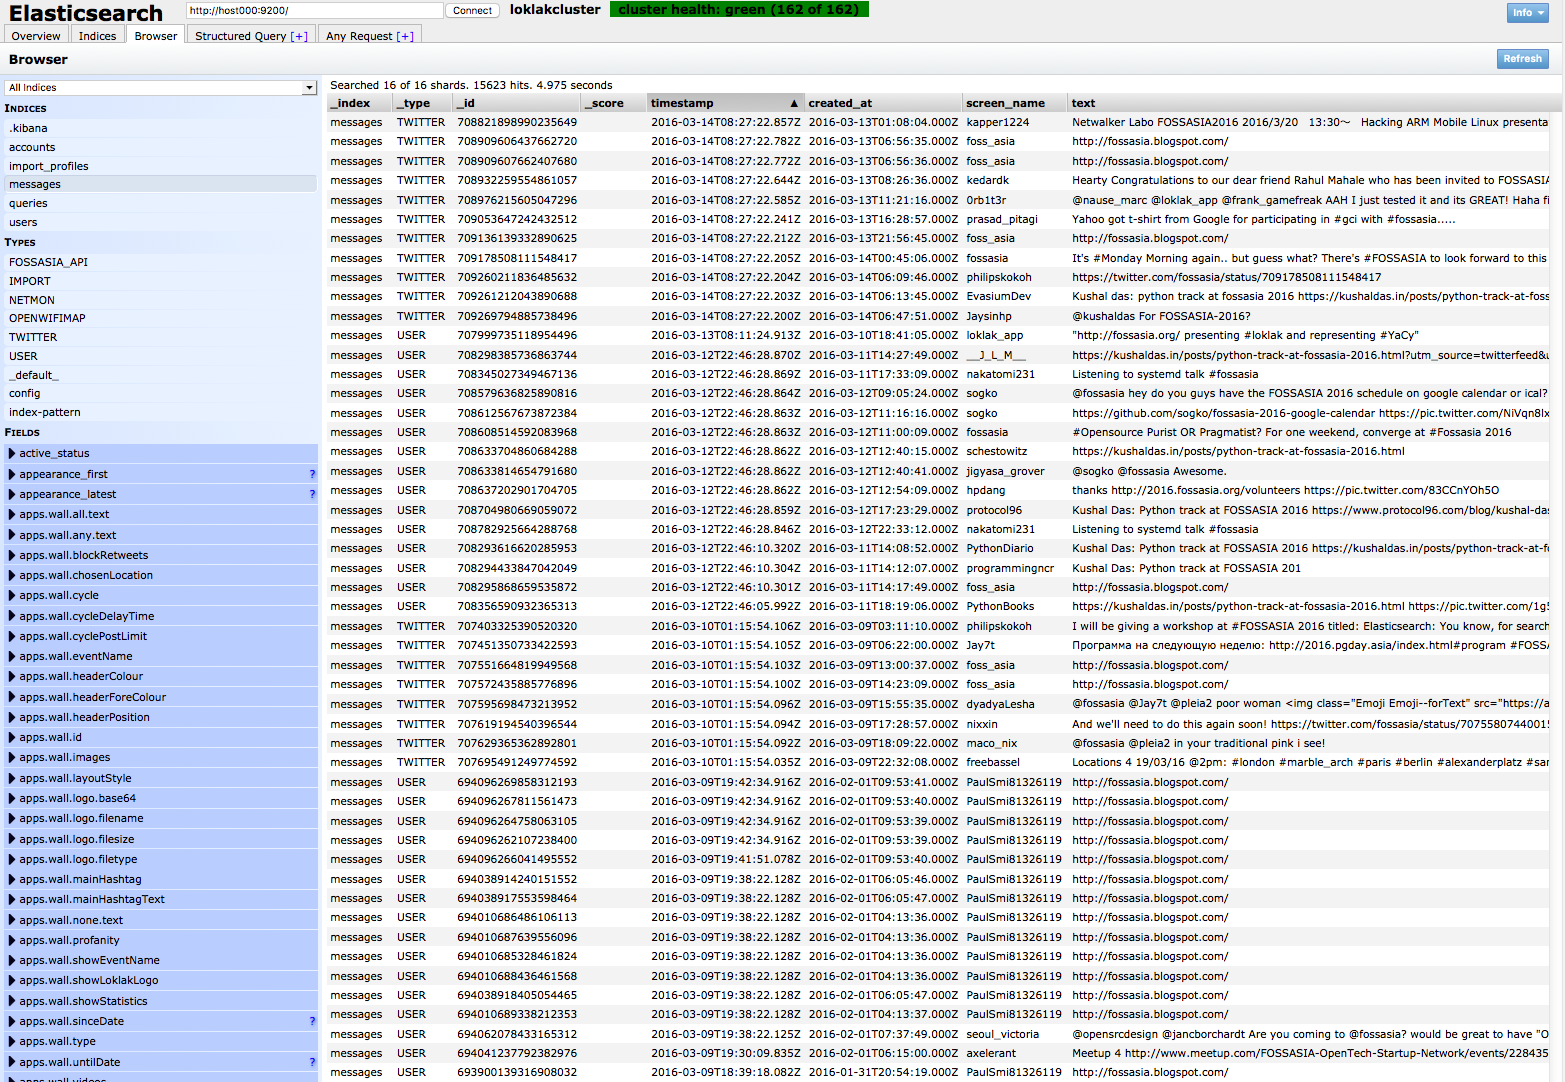 Elasticsearch http://host000:9200/ Connect loklakcluster cluster health: green (162 of 162) Info
Overview Indices Browser Structured Query [+] Any Request [+]
Browser Refresh
All Indices
INDICES
.kibana
accounts
import_profiles
messages
queries
users
TYPES
FOSSASIA_API
IMPORT
NETMON
OPENWIFIMAP
TWITTER
USER
_default_
config
index-pattern
FIELDS
active_status
appearance_first ?
appearance_latest ?
apps.wall.all.text
apps.wall.any.text
apps.wall.blockRetweets
apps.wall.chosenLocation
apps.wall.cycle
apps.wall.cycleDelayTime
apps.wall.cyclePostLimit
apps.wall.eventName
apps.wall.headerColour
apps.wall.headerForeColour
apps.wall.headerPosition
apps.wall.id
apps.wall.images
apps.wall.layoutStyle
apps.wall.logo.base64
apps.wall.logo.filename
apps.wall.logo.filesize
apps.wall.logo.filetype
apps.wall.mainHashtag
apps.wall.mainHashtagText
apps.wall.none.text
apps.wall.profanity
apps.wall.showEventName
apps.wall.showLoklakLogo
apps.wall.showStatistics
apps.wall.sinceDate ?
apps.wall.type
apps.wall.untilDate ?
apps.wall.videos
Searched 16 of 16 shards. 15623 hits. 4.975 seconds
_index _type _id _score timestamp ▲ created_at screen_name text
messages TWITTER 708821898990235649 2016-03-14T08:27:22.857Z 2016-03-13T01:08:04.000Z kapper1224 Netwalker Labo FOSSASIA2016 2016/3/20 13:30～ Hacking ARM Mobile Linux presenta
messages TWITTER 708909606437662720 2016-03-14T08:27:22.782Z 2016-03-13T06:56:35.000Z foss_asia http://fossasia.blogspot.com/
messages TWITTER 708909607662407680 2016-03-14T08:27:22.772Z 2016-03-13T06:56:35.000Z foss_asia http://fossasia.blogspot.com/
messages TWITTER 708932259554861057 2016-03-14T08:27:22.644Z 2016-03-13T08:26:36.000Z kedardk Hearty Congratulations to our dear friend Rahul Mahale who has been invited to FOSSASIA
messages TWITTER 708976215605047296 2016-03-14T08:27:22.585Z 2016-03-13T11:21:16.000Z 0rb1t3r @nause_marc @loklak_app @frank_gamefreak AAH I just tested it and its GREAT! Haha fi
messages TWITTER 709053647242432512 2016-03-14T08:27:22.241Z 2016-03-13T16:28:57.000Z prasad_pitagi Yahoo got t-shirt from Google for participating in #gci with #fossasia.....
messages TWITTER 709136139332890625 2016-03-14T08:27:22.212Z 2016-03-13T21:56:45.000Z foss_asia http://fossasia.blogspot.com/
messages TWITTER 709178508111548417 2016-03-14T08:27:22.205Z 2016-03-14T00:45:06.000Z fossasia It's #Monday Morning again.. but guess what? There's #FOSSASIA to look forward to this
messages TWITTER 709260211836485632 2016-03-14T08:27:22.204Z 2016-03-14T06:09:46.000Z philipskokoh https://twitter.com/fossasia/status/709178508111548417
messages TWITTER 709261212043890688 2016-03-14T08:27:22.203Z 2016-03-14T06:13:45.000Z EvasiumDev Kushal das: python track at fossasia 2016 https://kushaldas.in/posts/python-track-at-foss
messages TWITTER 709269794885738496 2016-03-14T08:27:22.200Z 2016-03-14T06:47:51.000Z Jaysinhp @kushaldas For FOSSASIA-2016?
messages USER 707999735118954496 2016-03-13T08:11:24.913Z 2016-03-10T18:41:05.000Z loklak_app "http://fossasia.org/ presenting #loklak and representing #YaCy"
messages USER 708298385736863744 2016-03-12T22:46:28.870Z 2016-03-11T14:27:49.000Z __J_L_M__ https://kushaldas.in/posts/python-track-at-fossasia-2016.html?utm_source=twitterfeed&u
messages USER 708345027349467136 2016-03-12T22:46:28.869Z 2016-03-11T17:33:09.000Z nakatomi231 Listening to systemd talk #fossasia
messages USER 708579636825890816 2016-03-12T22:46:28.864Z 2016-03-12T09:05:24.000Z sogko @fossasia hey do you guys have the FOSSASIA 2016 schedule on google calendar or ical?
messages USER 708612567673872384 2016-03-12T22:46:28.863Z 2016-03-12T11:16:16.000Z sogko https://github.com/sogko/fossasia-2016-google-calendar https://pic.twitter.com/NiVqn8lx
messages USER 708608514592083968 2016-03-12T22:46:28.863Z 2016-03-12T11:00:09.000Z fossasia #Opensource Purist OR Pragmatist? For one weekend, converge at #Fossasia 2016
messages USER 708633704860684288 2016-03-12T22:46:28.862Z 2016-03-12T12:40:15.000Z schestowitz https://kushaldas.in/posts/python-track-at-fossasia-2016.html
messages USER 708633814654791680 2016-03-12T22:46:28.862Z 2016-03-12T12:40:41.000Z jigyasa_grover @sogko @fossasia Awesome.
messages USER 708637202901704705 2016-03-12T22:46:28.862Z 2016-03-12T12:54:09.000Z hpdang thanks http://2016.fossasia.org/volunteers https://pic.twitter.com/83CCnYOh5O
messages USER 708704980669059072 2016-03-12T22:46:28.859Z 2016-03-12T17:23:29.000Z protocol96 Kushal Das: Python track at FOSSASIA 2016 https://www.protocol96.com/blog/kushal-das
messages USER 708782925664288768 2016-03-12T22:46:28.846Z 2016-03-12T22:33:12.000Z nakatomi231 Listening to systemd talk #fossasia
messages USER 708293616620285953 2016-03-12T22:46:10.320Z 2016-03-11T14:08:52.000Z PythonDiario Kushal Das: Python track at FOSSASIA 2016 https://kushaldas.in/posts/python-track-at-f
messages USER 708294433847042049 2016-03-12T22:46:10.304Z 2016-03-11T14:12:07.000Z programmingncr Kushal Das: Python track at FOSSASIA 201
messages USER 708295868659535872 2016-03-12T22:46:10.301Z 2016-03-11T14:17:49.000Z foss_asia http://fossasia.blogspot.com/
messages USER 708356590932365313 2016-03-12T22:46:05.992Z 2016-03-11T18:19:06.000Z PythonBooks https://kushaldas.in/posts/python-track-at-fossasia-2016.html https://pic.twitter.com/1g5
messages TWITTER 707403325390520320 2016-03-10T01:15:54.106Z 2016-03-09T03:11:10.000Z philipskokoh I will be giving a workshop at #FOSSASIA 2016 titled: Elasticsearch: You know, for search
messages TWITTER 707451350733422593 2016-03-10T01:15:54.105Z 2016-03-09T06:22:00.000Z Jay7t Программа на следующую неделю: http://2016.pgday.asia/index.html#program #FOSSA
messages TWITTER 707551664819949568 2016-03-10T01:15:54.103Z 2016-03-09T13:00:37.000Z foss_asia http://fossasia.blogspot.com/
messages TWITTER 707572435885776896 2016-03-10T01:15:54.100Z 2016-03-09T14:23:09.000Z foss_asia http://fossasia.blogspot.com/
messages TWITTER 707595698473213952 2016-03-10T01:15:54.096Z 2016-03-09T15:55:35.000Z dyadyaLesha @fossasia @Jay7t @pleia2 poor woman <img class="Emoji Emoji--forText" src="https://a
messages TWITTER 707619194540396544 2016-03-10T01:15:54.094Z 2016-03-09T17:28:57.000Z nixxin And we'll need to do this again soon! https://twitter.com/fossasia/status/70755807440015
messages TWITTER 707629365362892801 2016-03-10T01:15:54.092Z 2016-03-09T18:09:22.000Z maco_nix @fossasia @pleia2 in your traditional pink i see!
messages TWITTER 707695491249774592 2016-03-10T01:15:54.035Z 2016-03-09T22:32:08.000Z freebassel Locations 4 19/03/16 @2pm: #london #marble_arch #paris #berlin #alexanderplatz #sar
messages USER 694096269858312193 2016-03-09T19:42:34.916Z 2016-02-01T09:53:41.000Z PaulSmi81326119 http://fossasia.blogspot.com/
messages USER 694096267811561473 2016-03-09T19:42:34.916Z 2016-02-01T09:53:40.000Z PaulSmi81326119 http://fossasia.blogspot.com/
messages USER 694096264758063105 2016-03-09T19:42:34.916Z 2016-02-01T09:53:39.000Z PaulSmi81326119 http://fossasia.blogspot.com/
messages USER 694096262107238400 2016-03-09T19:42:34.916Z 2016-02-01T09:53:39.000Z PaulSmi81326119 http://fossasia.blogspot.com/
messages USER 694096266041495552 2016-03-09T19:41:51.078Z 2016-02-01T09:53:40.000Z PaulSmi81326119 http://fossasia.blogspot.com/
messages USER 694038914240151552 2016-03-09T19:38:22.128Z 2016-02-01T06:05:46.000Z PaulSmi81326119 http://fossasia.blogspot.com/
messages USER 694038917553598464 2016-03-09T19:38:22.128Z 2016-02-01T06:05:47.000Z PaulSmi81326119 http://fossasia.blogspot.com/
messages USER 694010686486106113 2016-03-09T19:38:22.128Z 2016-02-01T04:13:36.000Z PaulSmi81326119 http://fossasia.blogspot.com/
messages USER 694010687639556096 2016-03-09T19:38:22.128Z 2016-02-01T04:13:36.000Z PaulSmi81326119 http://fossasia.blogspot.com/
messages USER 694010685328461824 2016-03-09T19:38:22.128Z 2016-02-01T04:13:36.000Z PaulSmi81326119 http://fossasia.blogspot.com/
messages USER 694010688436461568 2016-03-09T19:38:22.128Z 2016-02-01T04:13:36.000Z PaulSmi81326119 http://fossasia.blogspot.com/
messages USER 694038918405054465 2016-03-09T19:38:22.128Z 2016-02-01T06:05:47.000Z PaulSmi81326119 http://fossasia.blogspot.com/
messages USER 694010689338212353 2016-03-09T19:38:22.128Z 2016-02-01T04:13:37.000Z PaulSmi81326119 http://fossasia.blogspot.com/
messages USER 694062078433165312 2016-03-09T19:38:22.125Z 2016-02-01T07:37:49.000Z seoul_victoria @opensrcdesign @jancborchardt Are you coming to @fossasia? would be great to have "O
messages USER 694041237792382976 2016-03-09T19:30:09.835Z 2016-02-01T06:15:00.000Z axelerant Meetup 4 http://www.meetup.com/FOSSASIA-OpenTech-Startup-Network/events/228435
messages USER 693900139316908032 2016-03-09T18:39:18.082Z 2016-01-31T20:54:19.000Z PaulSmi81326119 http://fossasia.blogspot.com/